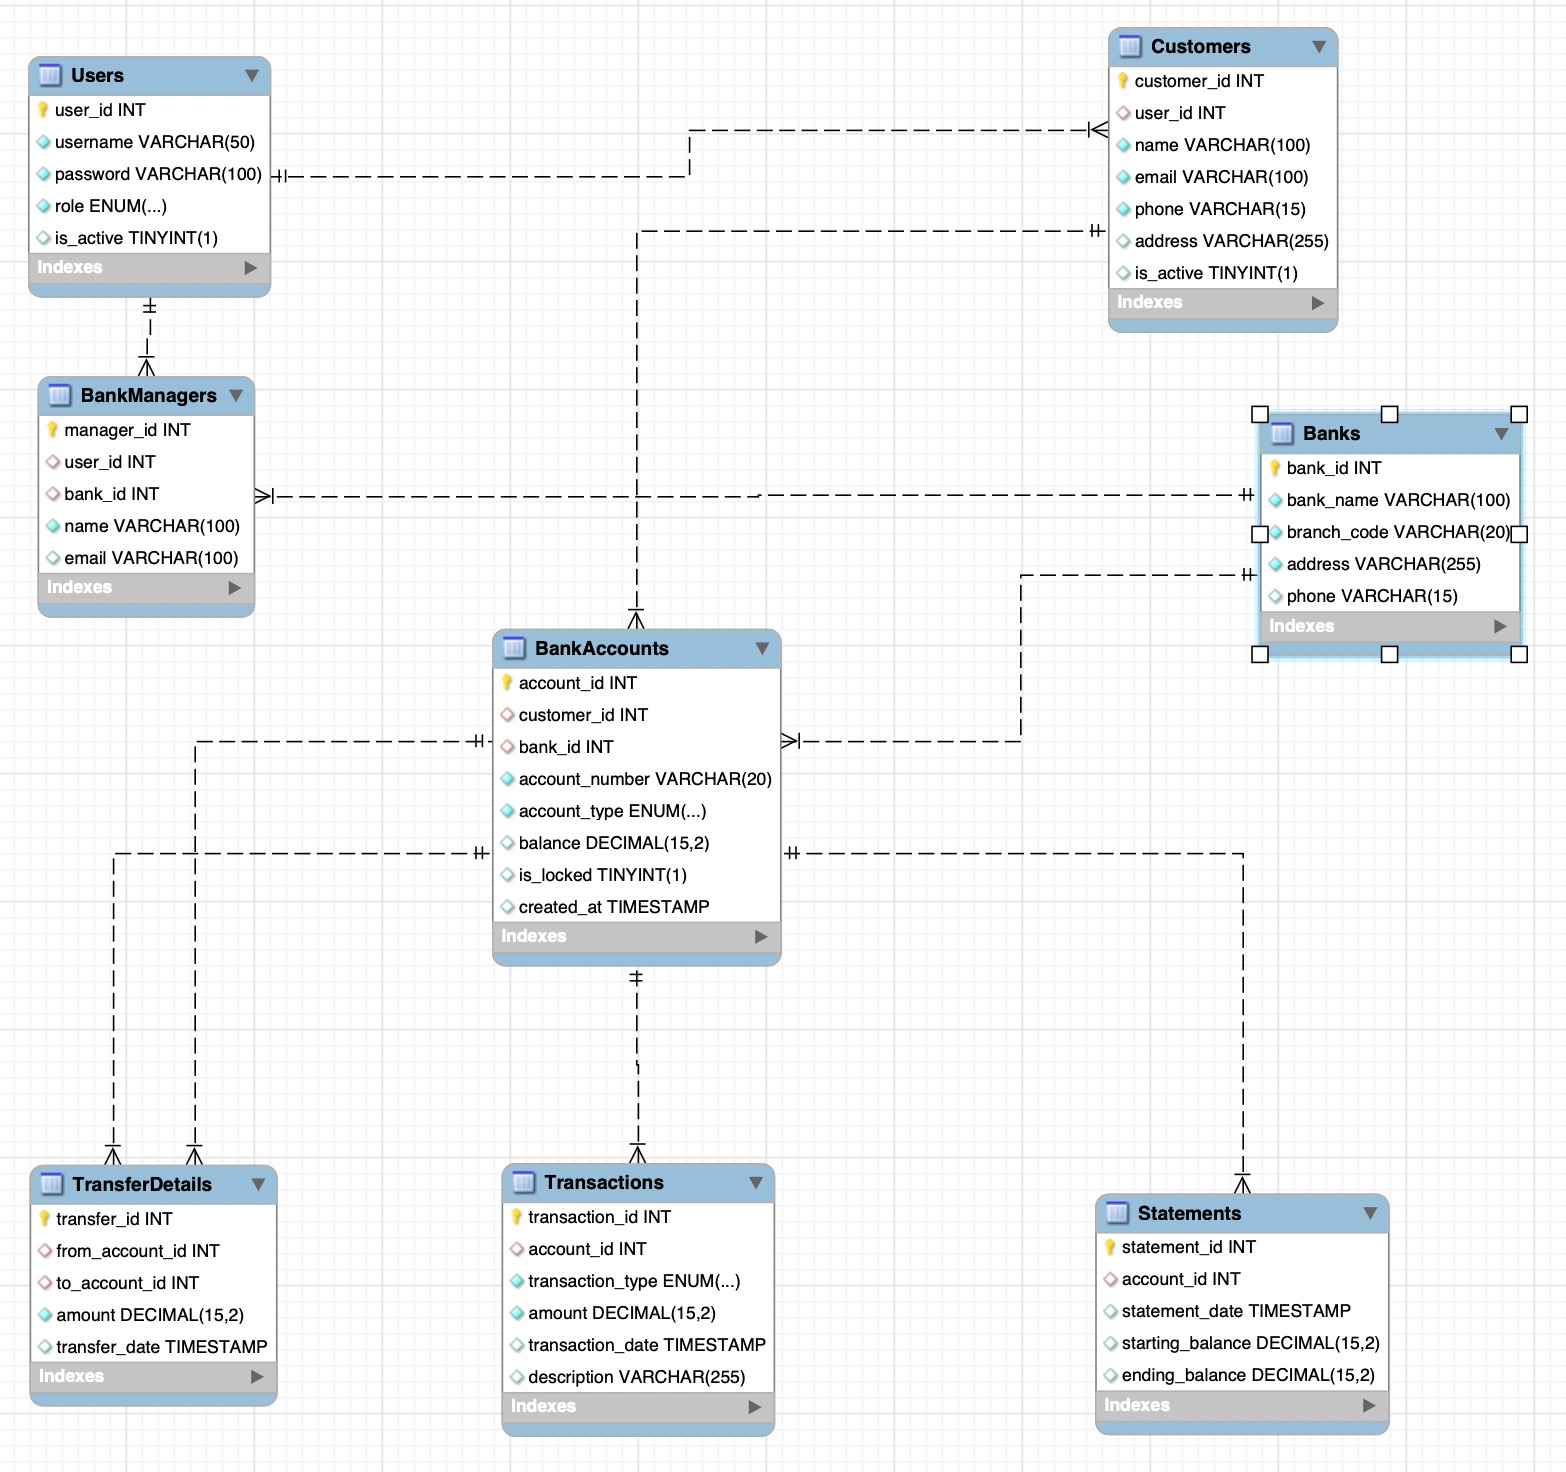 Users
user_id INT
username VARCHAR(50)
password VARCHAR(100)
role ENUM(...)
is_active TINYINT(1)
Indexes
Customers
customer_id INT
user_id INT
name VARCHAR(100)
email VARCHAR(100)
phone VARCHAR(15)
address VARCHAR(255)
is_active TINYINT(1)
Indexes
BankManagers
manager_id INT
user_id INT
bank_id INT
name VARCHAR(100)
email VARCHAR(100)
Indexes
Banks
bank_id INT
bank_name VARCHAR(100)
branch_code VARCHAR(20)
address VARCHAR(255)
phone VARCHAR(15)
Indexes
BankAccounts
account_id INT
customer_id INT
bank_id INT
account_number VARCHAR(20)
account_type ENUM(...)
balance DECIMAL(15,2)
is_locked TINYINT(1)
created_at TIMESTAMP
Indexes
TransferDetails
transfer_id INT
from_account_id INT
to_account_id INT
amount DECIMAL(15,2)
transfer_date TIMESTAMP
Indexes
Transactions
transaction_id INT
account_id INT
transaction_type ENUM(...)
amount DECIMAL(15,2)
transaction_date TIMESTAMP
description VARCHAR(255)
Indexes
Statements
statement_id INT
account_id INT
statement_date TIMESTAMP
starting_balance DECIMAL(15,2)
ending_balance DECIMAL(15,2)
Indexes